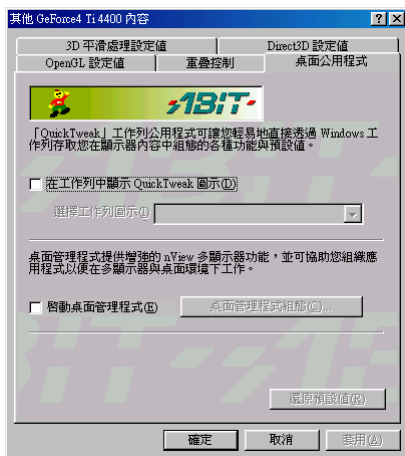 其他 GeForce4 Ti 4400 內容
3D 平滑處理設定值
Direct3D 設定值
OpenGL 設定值
重疊控制
桌面公用程式
ABIT
「QuickTweak」工作列公用程式可讓您輕易地直接透過 Windows 工
作列存取您在顯示器內容中組態的各種功能與預設值。
在工作列中顯示 QuickTweak 圖示(D)
選擇工作列圖示(I)
桌面管理程式提供增強的 nView 多顯示器功能，並可協助您組織應
用程式以便在多顯示器與桌面環境下工作。
啓動桌面管理程式(E)
桌面管理程式組態(C)...
還原預設值(R)
確定
取消
套用(A)